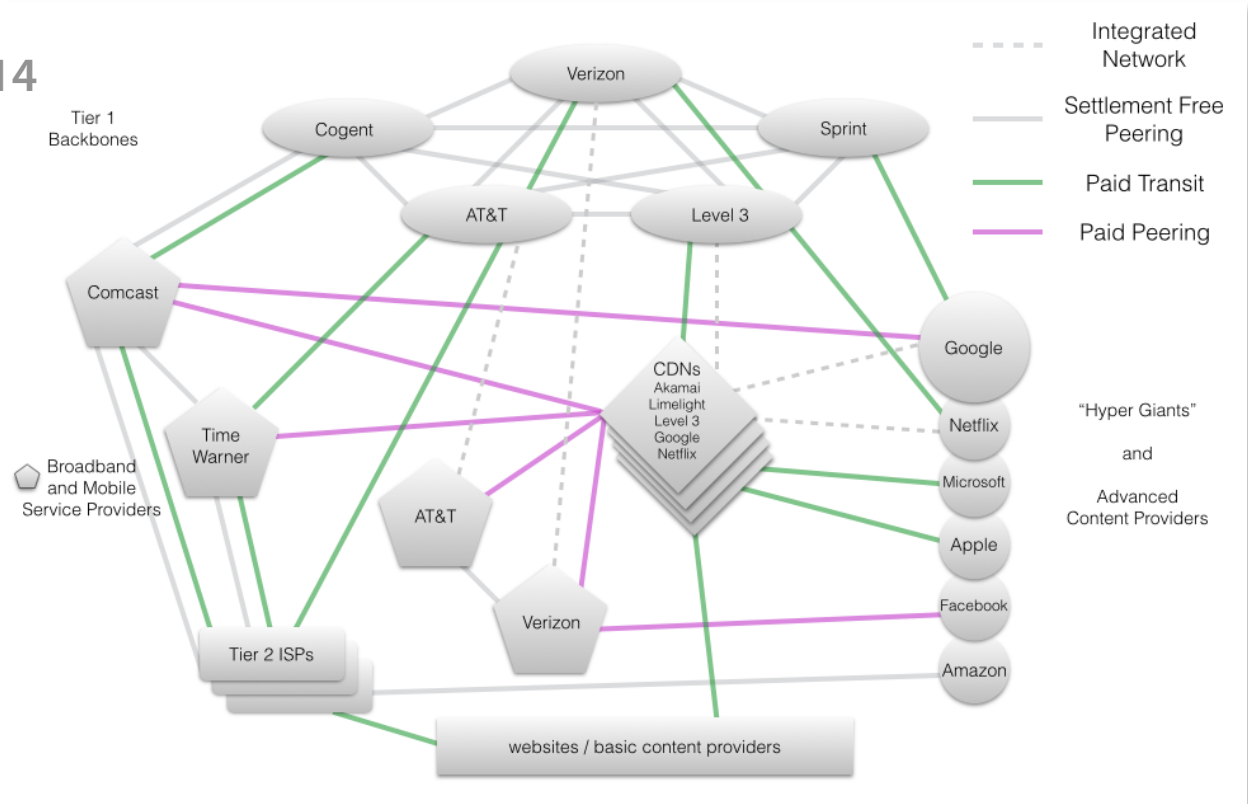 14
Tier 1
Backbones
Verizon
Cogent
Sprint
AT&T
Level 3
Integrated
Network
Settlement Free
Peering
Paid Transit
Paid Peering
Comcast
Google
CDNs
Akamai
Limelight
Level 3
Google
Netflix
Time
Warner
Netflix
"Hyper Giants"
and
Advanced
Content Providers
Broadband
and Mobile
Service Providers
AT&T
Microsoft
Apple
Verizon
Facebook
Tier 2 ISPs
Amazon
websites / basic content providers